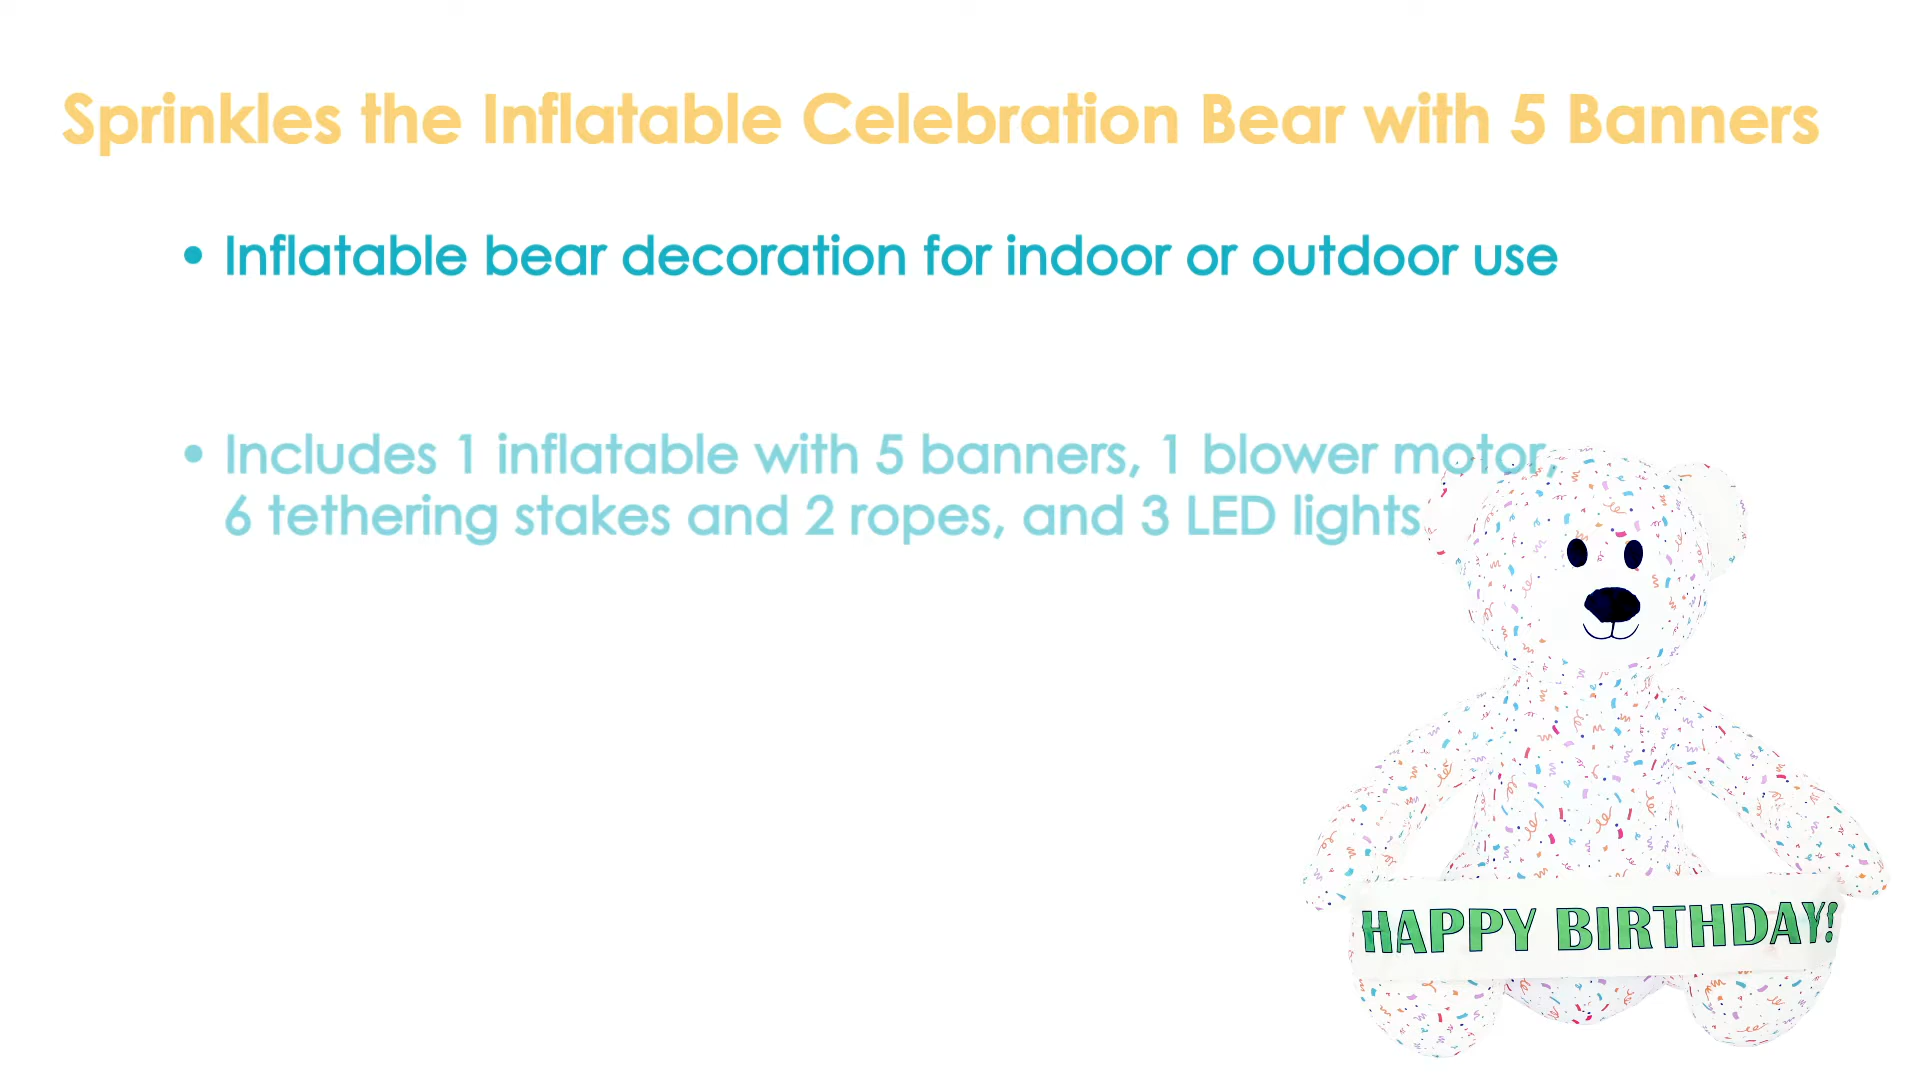 Sprinkles the Inflatable Celebration Bear with 5 Banners
• Inflatable bear decoration for indoor or outdoor use
• Includes 1 inflatable with 5 banners, 1 blower motor,
6 tethering stakes and 2 ropes, and 3 LED lights
HAPPY BIRTHDAY!